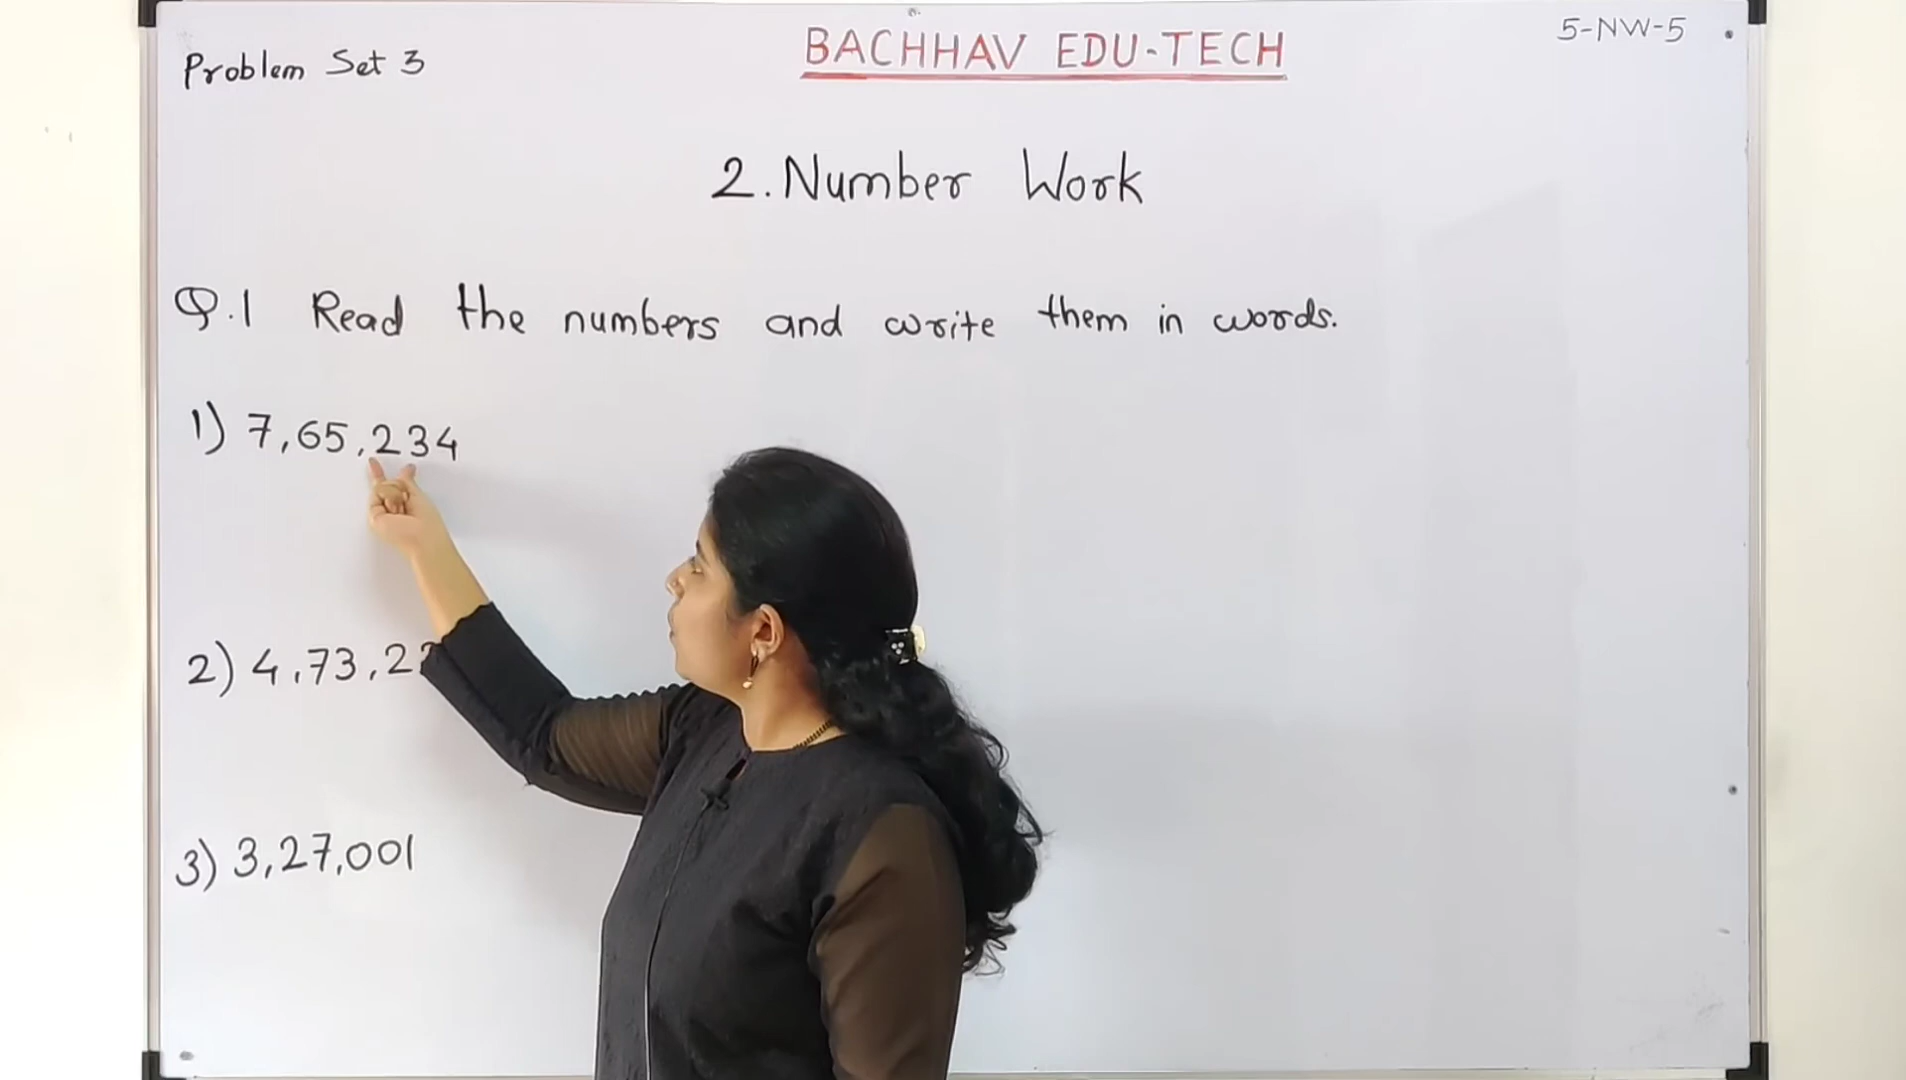 Problem Set 3
BACHHAV EDU-TECH
5-NW-5
2. Number Work
Q.1 Read the numbers and write them in words.
1) 7,65,234
2) 4,73,2
3) 3,27,001